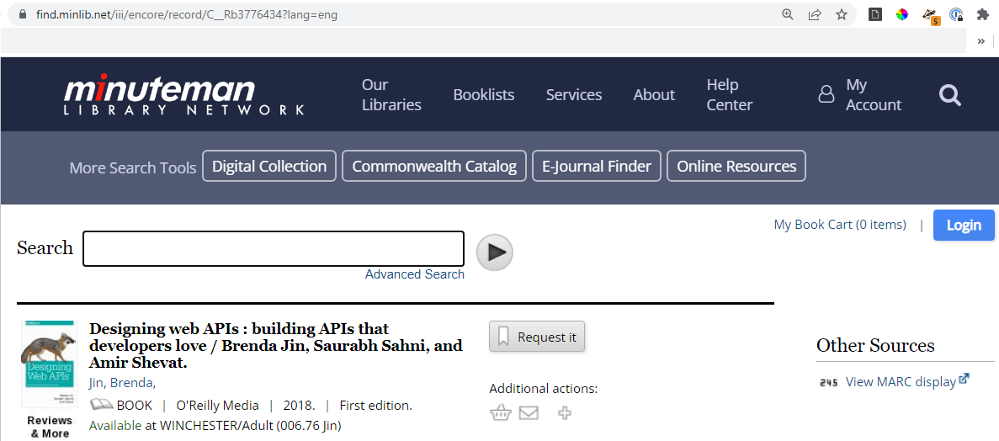 find.minlib.net/iii/encore/record/C__Rb3776434?lang=eng
5
»
minuteman
LIBRARY NETWORK
Our Libraries
Booklists
Services
About
Help Center
My Account
More Search Tools
Digital Collection
Commonwealth Catalog
E-Journal Finder
Online Resources
My Book Cart (0 items) |
Login
Search
Advanced Search
Designing web APIs : building APIs that
developers love / Brenda Jin, Saurabh Sahni, and
Amir Shevat.
Jin, Brenda,
BOOK | O'Reilly Media | 2018. | First edition.
Available at WINCHESTER/Adult (006.76 Jin)
Designing
Web APIs
Reviews
& More
Request it
Additional actions:
Other Sources
245 View MARC display